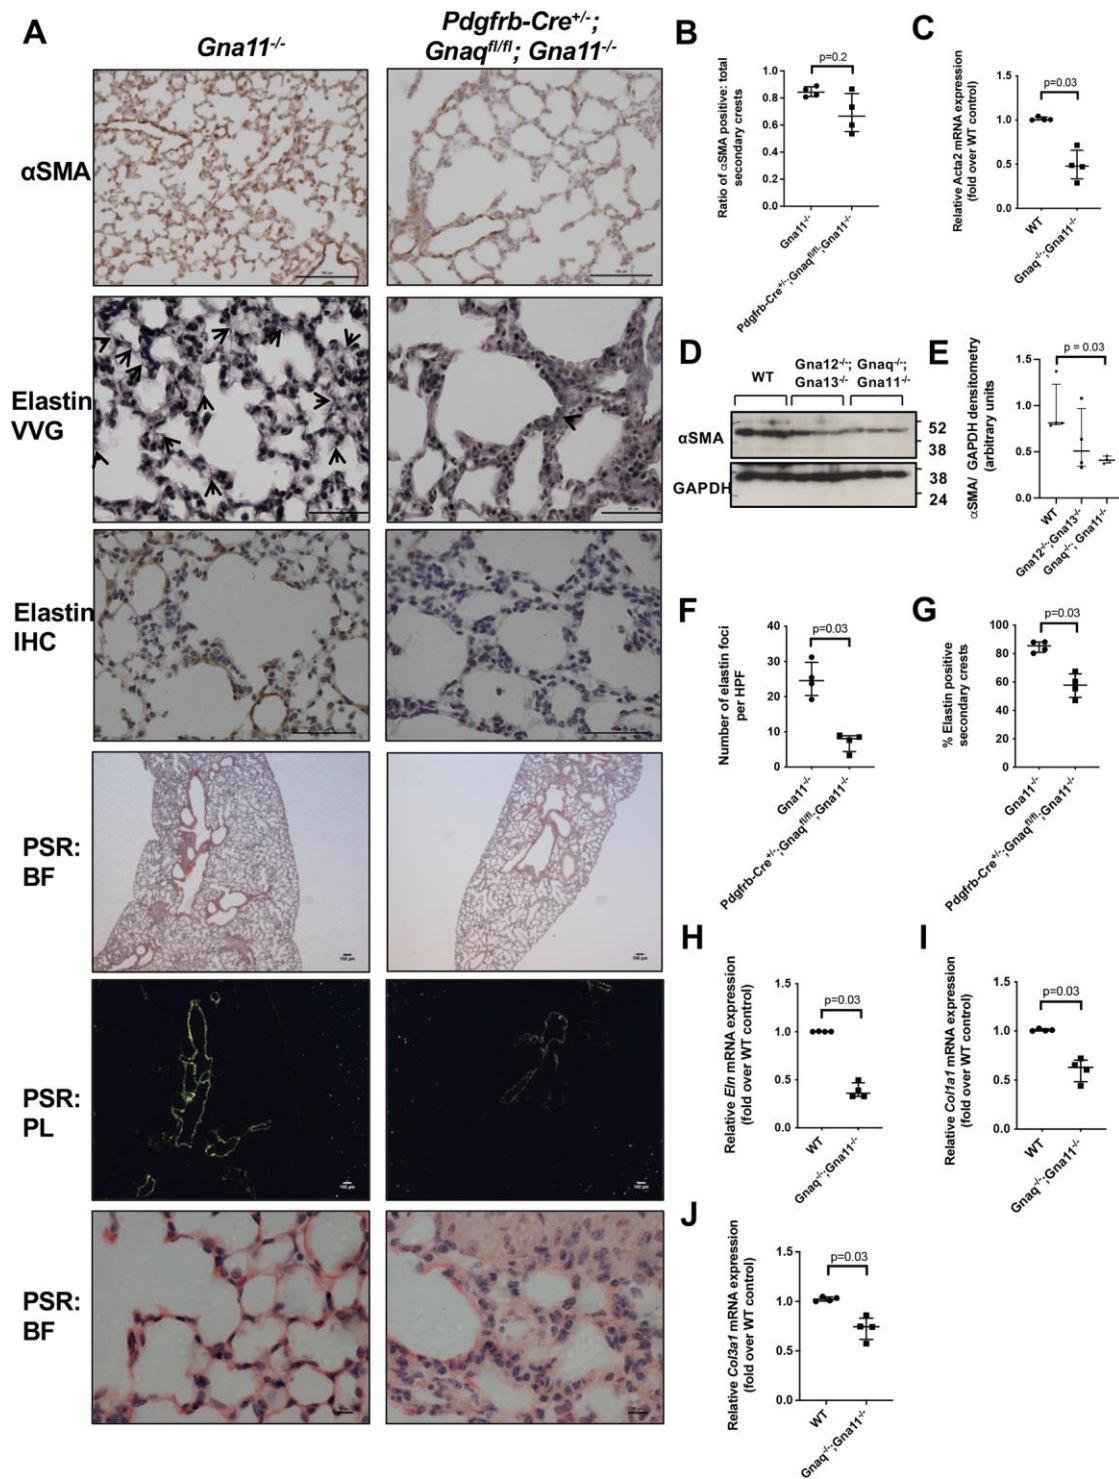 A
Gna11-/-
Pdgfrb-Cre+/-;
Gnaqfl/fl; Gna11-/-
αSMA
Elastin
VVG
Elastin
IHC
PSR:
BF
PSR:
PL
PSR:
BF
100 μm
100 μm
100 μm
100 μm
B
p=0.2
Ratio of αSMA positive: total
secondary crests
1.0
0.8
0.6
0.4
0.2
0.0
Gna11-/-
Pdgfrb-Cre+/-;Gnaqfl/fl;Gna11-/-
C
p=0.03
Relative Acta2 mRNA expression
(fold over WT control)
1.5
1.0
0.5
0.0
WT
Gnaq-/-;Gna11-/-
D
WT
Gna12-/-;
Gna13-/-
Gnaq-/-;
Gna11-/-
αSMA
GAPDH
52
38
38
24
E
p = 0.03
αSMA/ GAPDH densitometry
(arbitrary units)
1.5
1.0
0.5
0.0
WT
Gna12-/-;Gna13-/-
Gnaq-/-; Gna11-/-
F
p=0.03
Number of elastin foci
per HPF
40
30
20
10
0
Gna11-/-
Pdgfrb-Cre+/-;Gnaqfl/fl;Gna11-/-
G
p=0.03
% Elastin positive
secondary crests
100
80
60
40
20
0
Gna11-/-
Pdgfrb-Cre+/-;Gnaqfl/fl;Gna11-/-
H
p=0.03
Relative Eln mRNA expression
(fold over WT control)
1.5
1.0
0.5
0.0
WT
Gnaq-/-;Gna11-/-
I
p=0.03
Relative Col1a1 mRNA expression
(fold over WT control)
1.5
1.0
0.5
0.0
WT
Gnaq-/-;Gna11-/-
J
p=0.03
Relative Col3a1 mRNA expression
(fold over WT control)
1.5
1.0
0.5
0.0
WT
Gnaq-/-;Gna11-/-